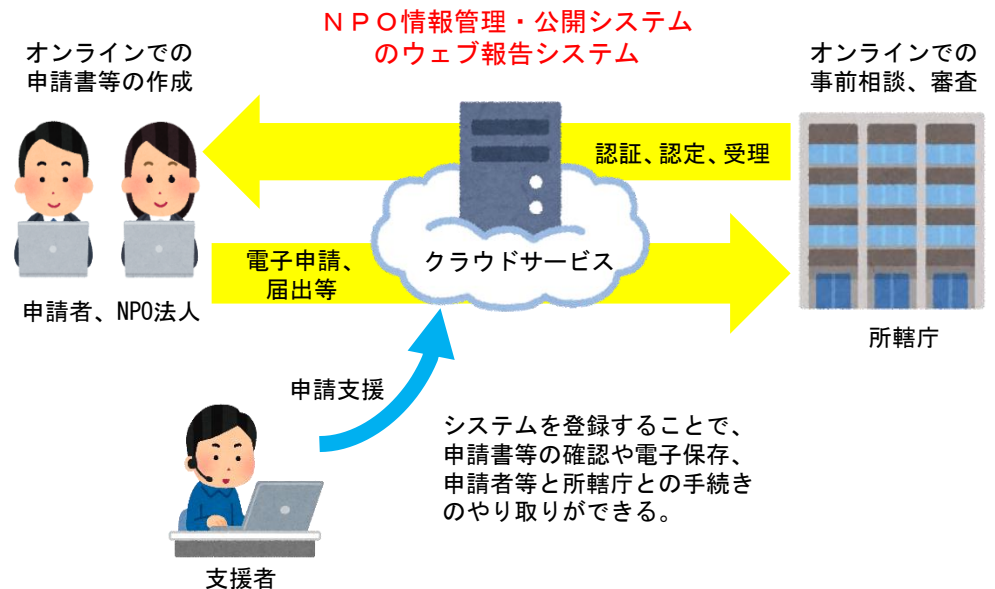 NPO情報管理・公開システム
のウェブ報告システム
オンラインでの
申請書等の作成
オンラインでの
事前相談、審査
認証、認定、受理
電子申請、
届出等
クラウドサービス
申請者、NPO法人
所轄庁
申請支援
システムを登録することで、
申請書等の確認や電子保存、
申請者等と所轄庁との手続き
のやり取りができる。
支援者